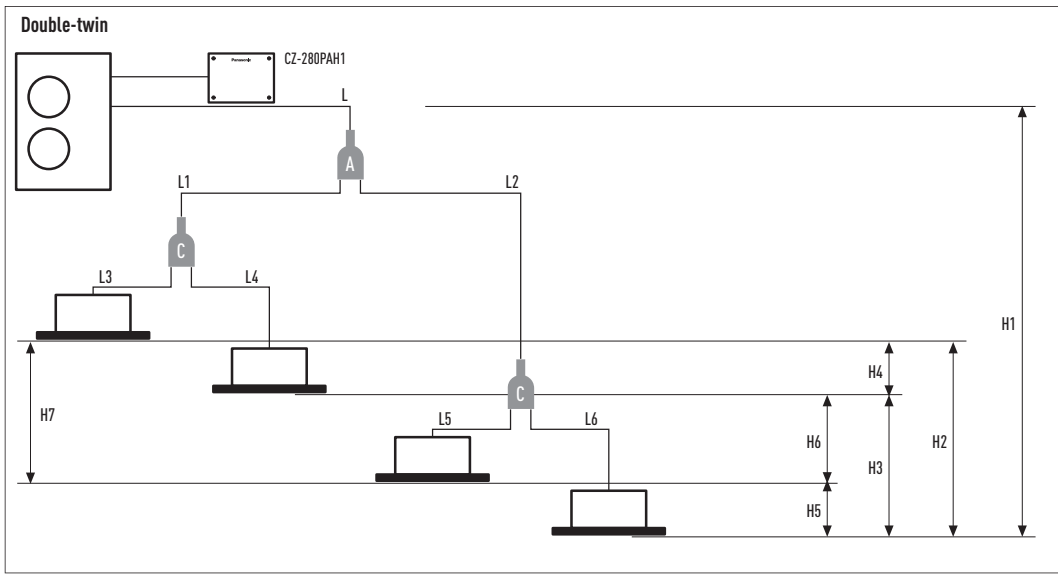 Double-twin
Panasonic
CZ-280PAH1
L
A
L1
L2
C
L3
L4
H1
H4
C
H7
L5
L6
H6
H3
H2
H5